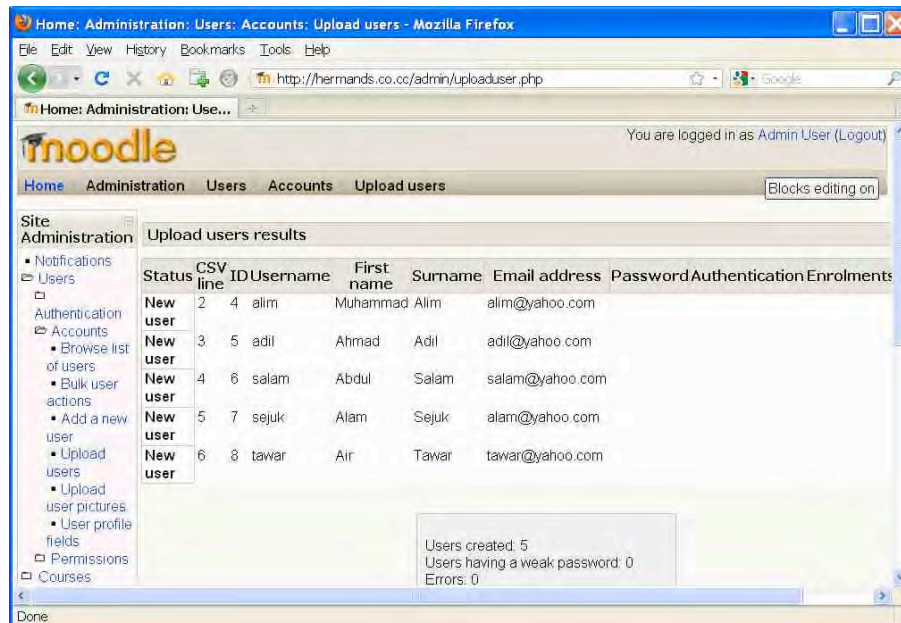 Home: Administration: Users: Accounts: Upload users - Mozilla Firefox
File Edit View History Bookmarks Tools Help
http://hermands.co.cc/admin/uploaduser.php
Google
Home: Administration: Use...
moodle
You are logged in as Admin User (Logout)
Home Administration Users Accounts Upload users
Blocks editing on
Site
Administration
Notifications
Users
Authentication
Accounts
Browse list
of users
Bulk user
actions
Add a new
user
Upload
users
Upload
user pictures
User profile
fields
Permissions
Courses
Upload users results
Status CSV line ID Username First name Surname Email address Password Authentication Enrolments
New user 2 4 alim Muhammad Alim alim@yahoo.com
New user 3 5 adil Ahmad Adil adil@yahoo.com
New user 4 6 salam Abdul Salam salam@yahoo.com
New user 5 7 sejuk Alam Sejuk alam@yahoo.com
New user 6 8 tawar Air Tawar tawar@yahoo.com
Users created: 5
Users having a weak password: 0
Errors: 0
Done